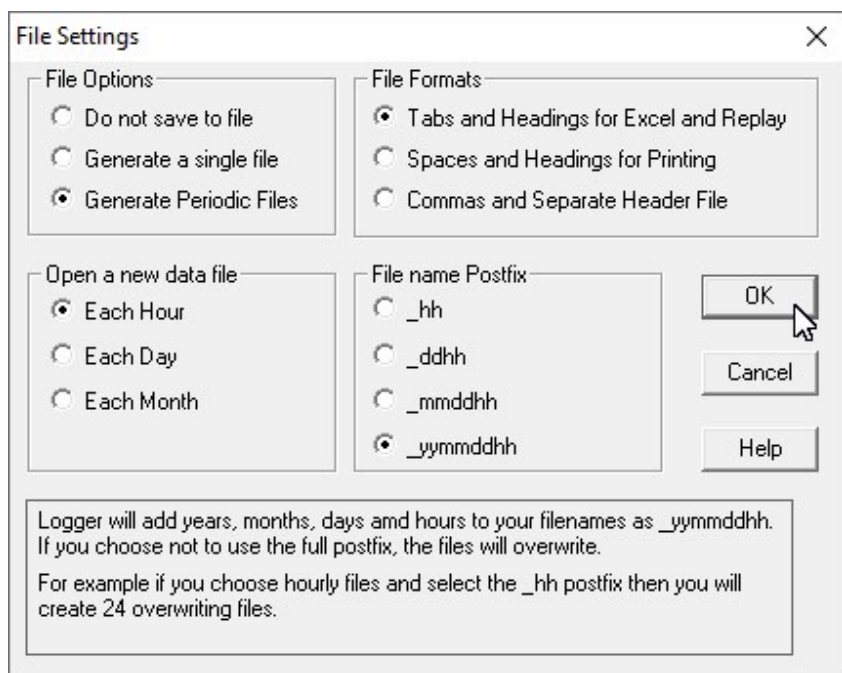 File Settings
File Options
Do not save to file
Generate a single file
Generate Periodic Files
File Formats
Tabs and Headings for Excel and Replay
Spaces and Headings for Printing
Commas and Separate Header File
Open a new data file
Each Hour
Each Day
Each Month
File name Postfix
_hh
_ddhh
_mmddhh
_yymmddhh
OK
Cancel
Help
Logger will add years, months, days amd hours to your filenames as _yymmddhh.
If you choose not to use the full postfix, the files will overwrite.
For example if you choose hourly files and select the _hh postfix then you will
create 24 overwriting files.